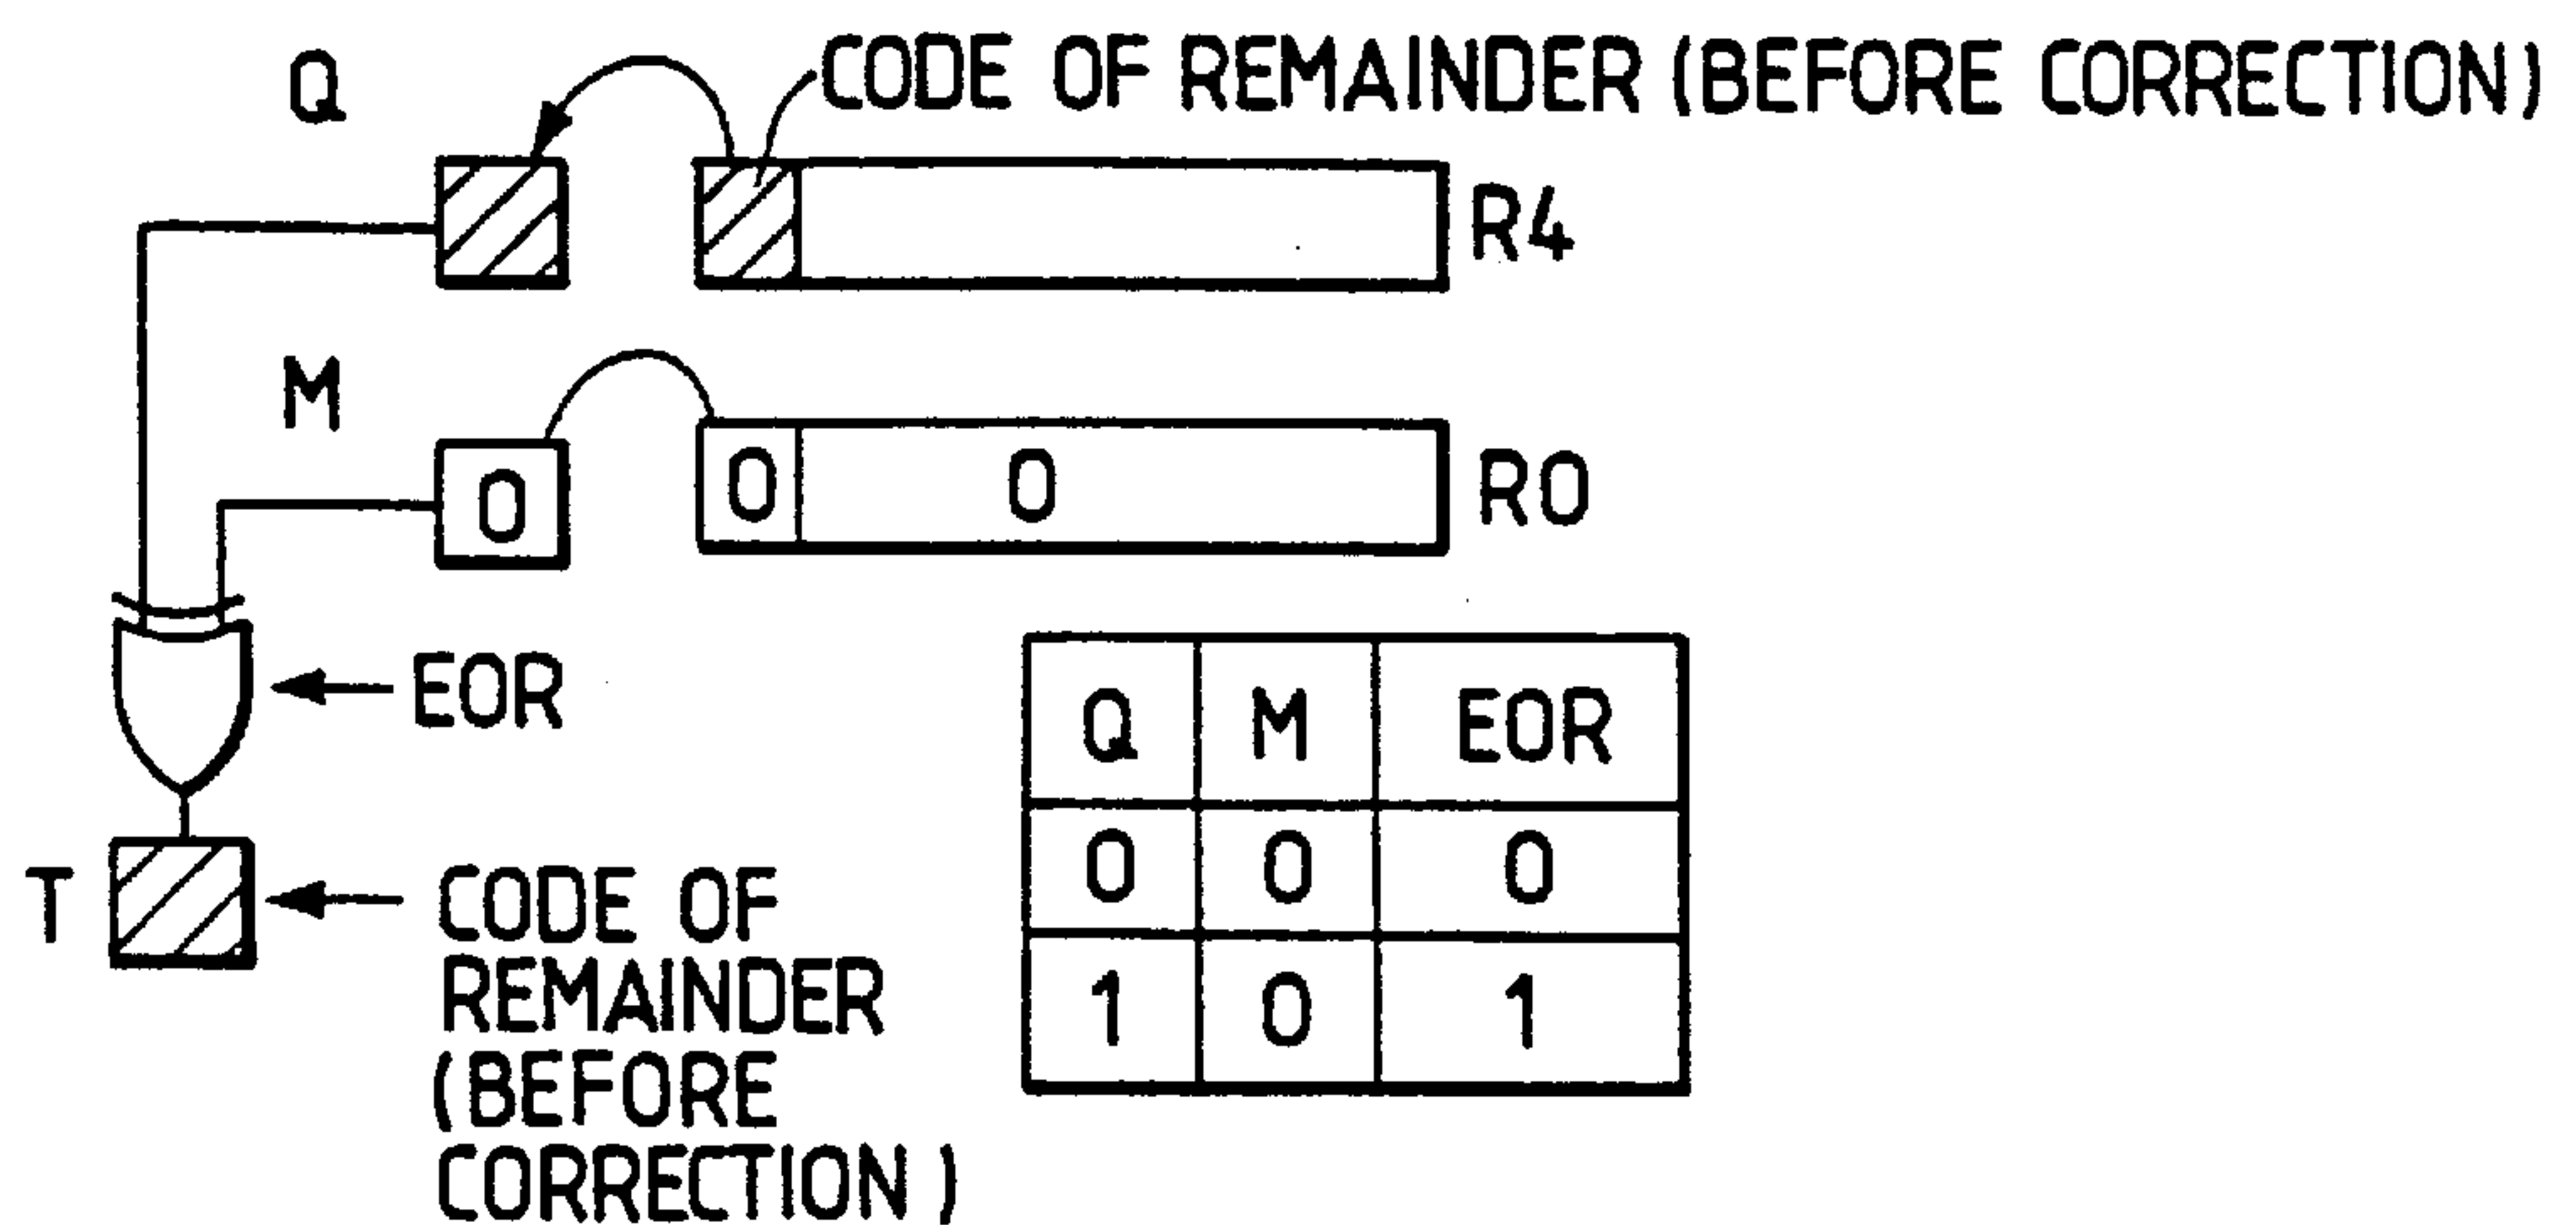 Q
CODE OF REMAINDER (BEFORE CORRECTION)
R4
M
0
0 0
R0
EOR
T
CODE OF
REMAINDER
(BEFORE
CORRECTION)
Q M EOR
0 0 0
1 0 1